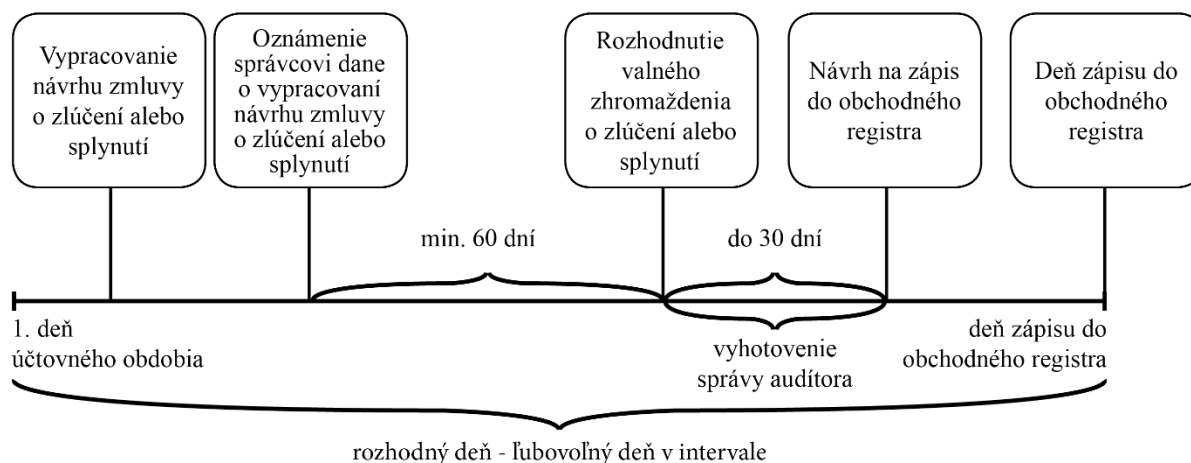 Vypracovanie
návrhu zmluvy
o zlúčení alebo
splynutí
Oznámenie
správcovi dane
o vypracovaní
návrhu zmluvy
o zlúčení alebo
splynutí
Rozhodnutie
valného
zhromaždenia
o zlúčení alebo
splynutí
Návrh na zápis
do obchodného
registra
Deň zápisu do
obchodného
registra
min. 60 dní
do 30 dní
1. deň
účtovného obdobia
vyhotovenie
správy audítora
deň zápisu do
obchodného registra
rozhodný deň - ľubovoľný deň v intervale